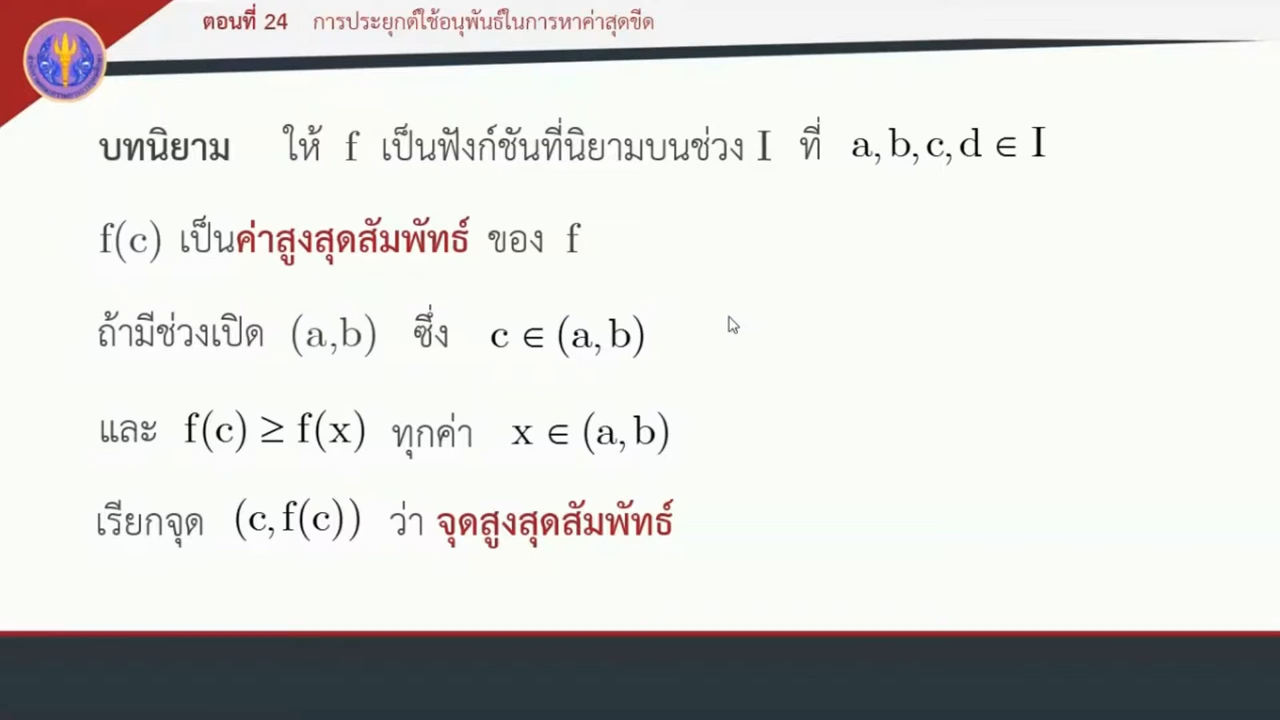 ตอนที่ 24 การประยุกต์ใช้อนุพันธ์ในการหาค่าสุดขีด
บทนิยาม ให้ f เป็นฟังก์ชันที่นิยามบนช่วง I ที่ a, b, c, d ∈ I
f(c) เป็นค่าสูงสุดสัมพัทธ์ ของ f
ถ้ามีช่วงเปิด (a,b) ซึ่ง c ∈ (a, b)
และ f(c) ≥ f(x) ทุกค่า x ∈ (a, b)
เรียกจุด (c, f(c)) ว่า จุดสูงสุดสัมพัทธ์